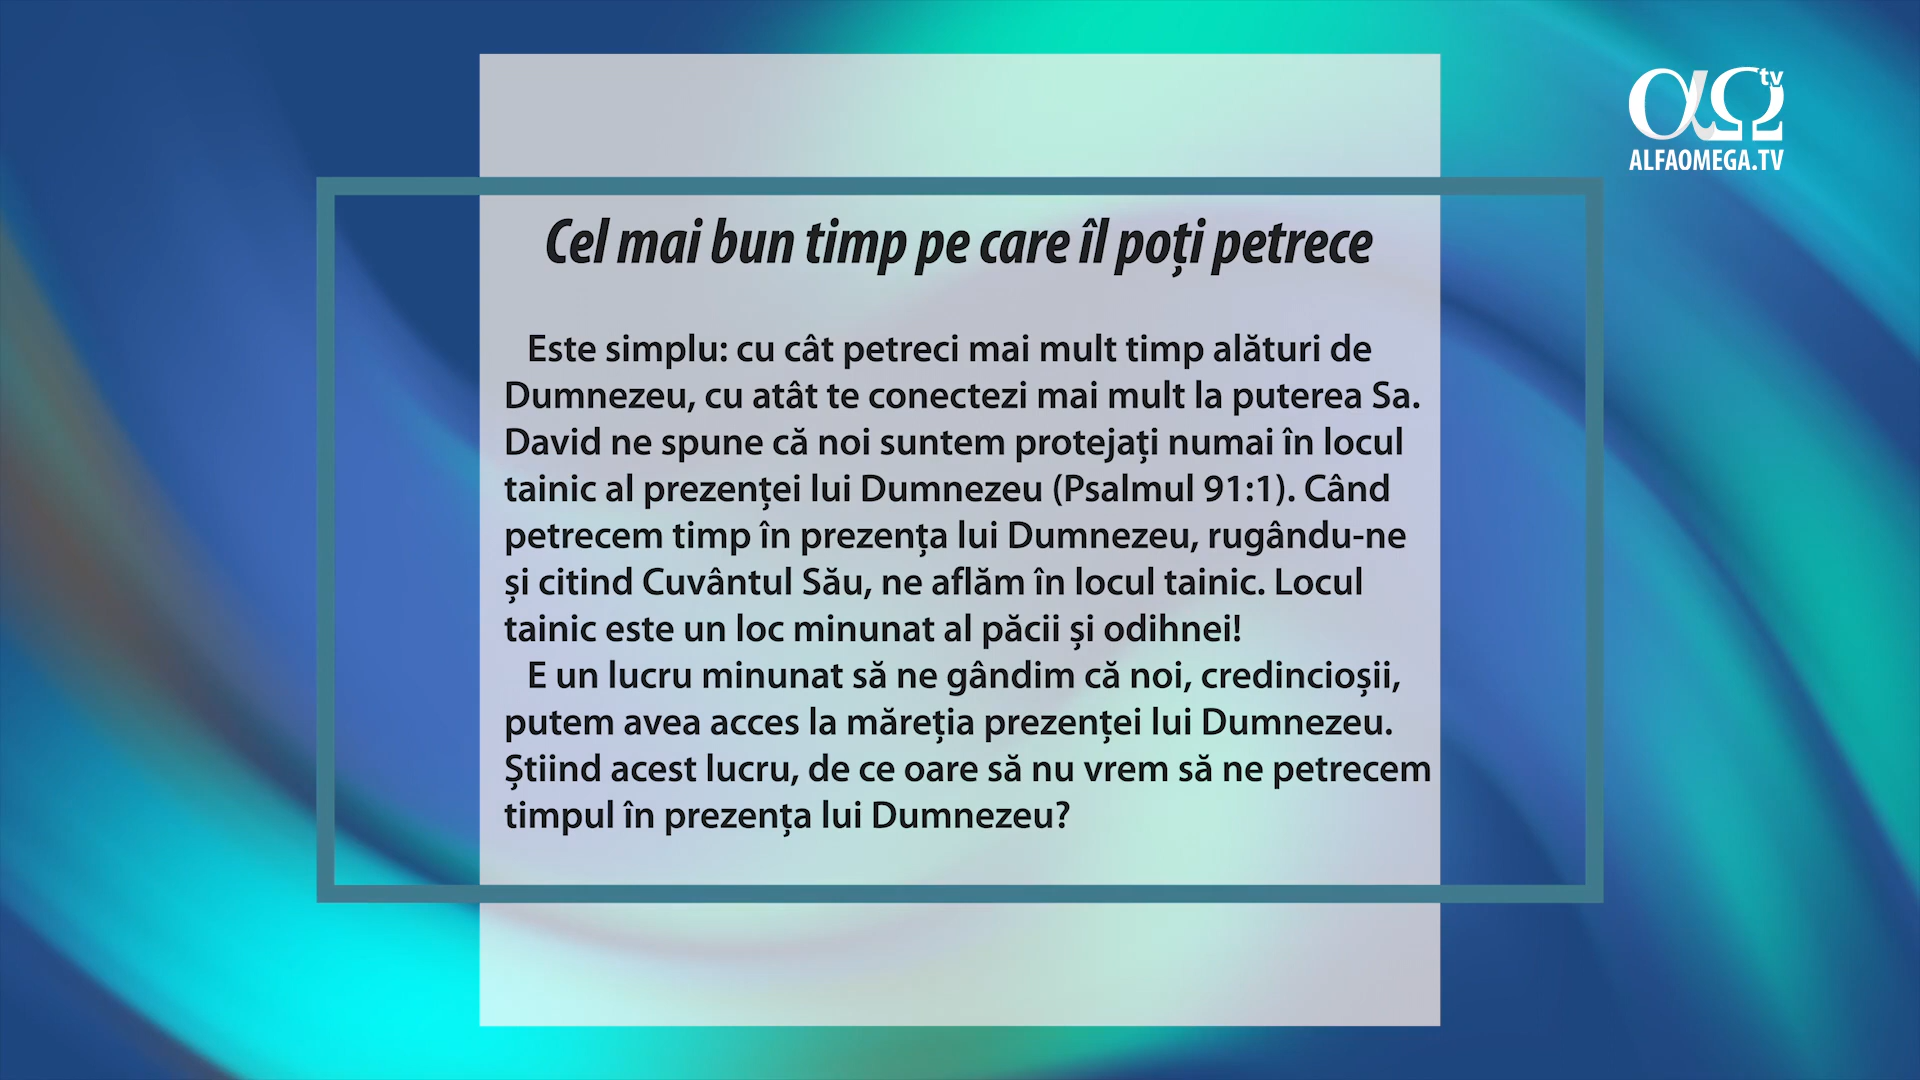 αΩ tv
ALFAOMEGA.TV
Cel mai bun timp pe care îl poți petrece
Este simplu: cu cât petreci mai mult timp alături de
Dumnezeu, cu atât te conectezi mai mult la puterea Sa.
David ne spune că noi suntem protejați numai în locul
tainic al prezenței lui Dumnezeu (Psalmul 91:1). Când
petrecem timp în prezența lui Dumnezeu, rugându-ne
și citind Cuvântul Său, ne aflăm în locul tainic. Locul
tainic este un loc minunat al păcii și odihnei!
E un lucru minunat să ne gândim că noi, credincioșii,
putem avea acces la măreția prezenței lui Dumnezeu.
Știind acest lucru, de ce oare să nu vrem să ne petrecem
timpul în prezența lui Dumnezeu?